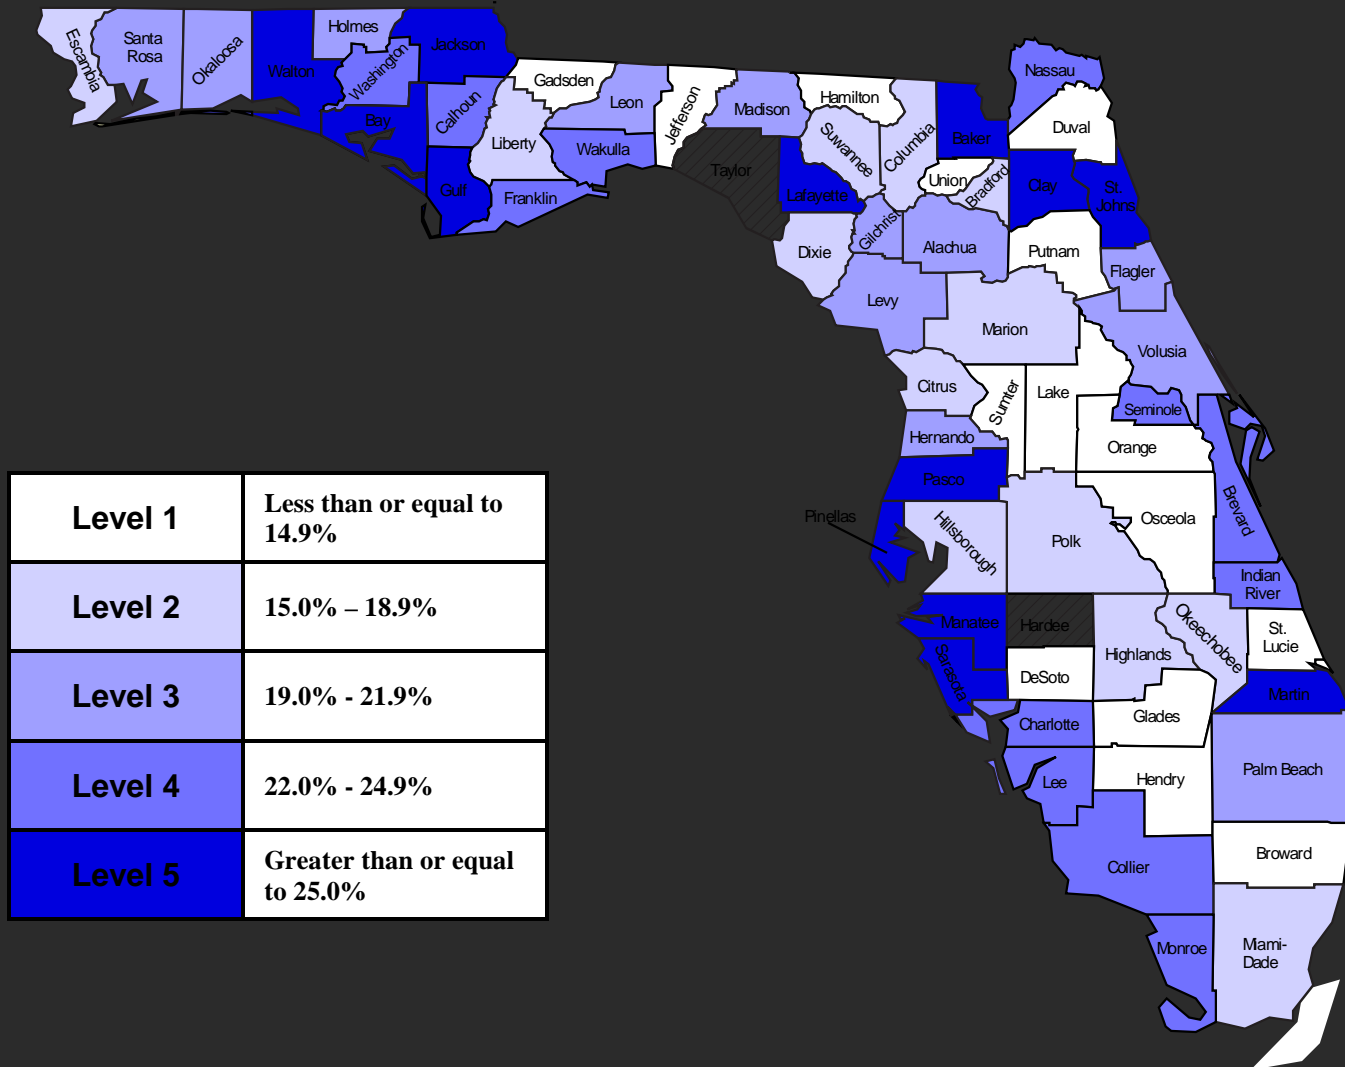 Escambia
Santa
Rosa
Okaloosa
Walton
Holmes
Washington
Jackson
Bay
Calhoun
Gulf
Liberty
Gadsden
Franklin
Leon
Wakulla
Jefferson
Madison
Taylor
Hamilton
Suwannee
Lafayette
Columbia
Dixie
Gilchrist
Baker
Union
Bradford
Nassau
Duval
Clay
St.
Johns
Alachua
Putnam
Flagler
Levy
Marion
Volusia
Citrus
Sumter
Lake
Seminole
Hernando
Orange
Pasco
Brevard
Pinellas
Hillsborough
Polk
Osceola
Indian
River
Manatee
Hardee
Highlands
Okeechobee
St.
Lucie
Sarasota
DeSoto
Martin
Charlotte
Glades
Lee
Hendry
Palm Beach
Collier
Broward
Monroe
Miami-
Dade
Level 1
Less than or equal to
14.9%
Level 2
15.0% – 18.9%
Level 3
19.0% - 21.9%
Level 4
22.0% - 24.9%
Level 5
Greater than or equal
to 25.0%